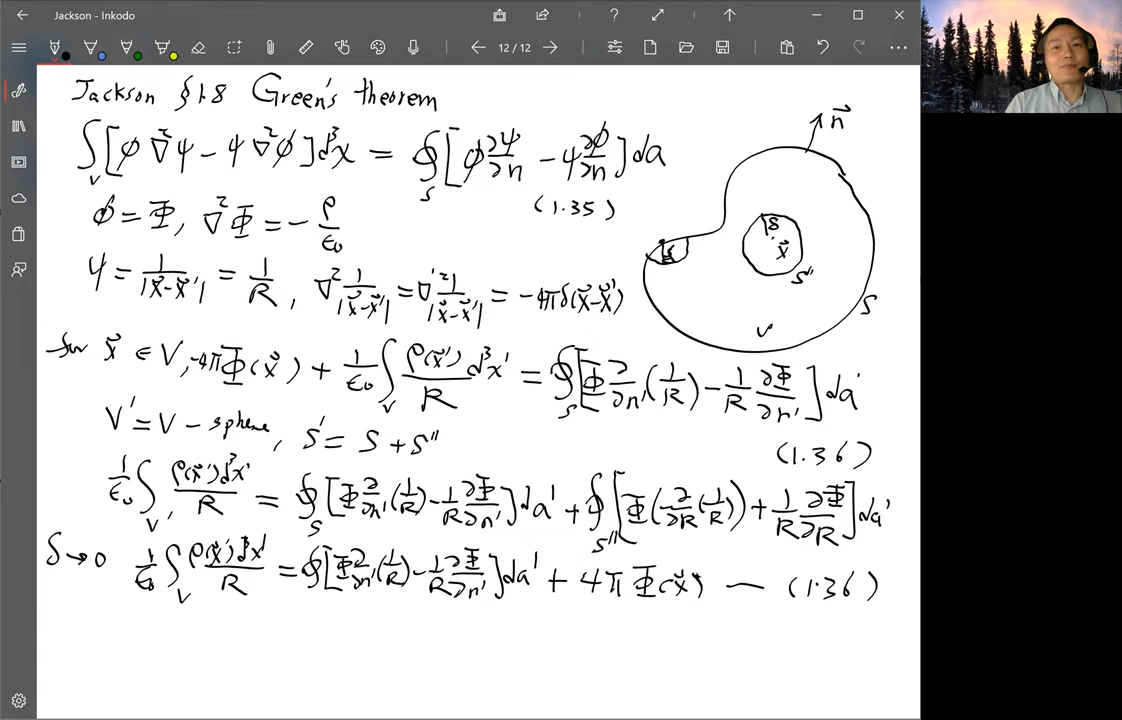 Jackson - Inkodo
12 / 12
Jackson §1.8 Green's theorem
∫_V [φ∇²ψ − ψ∇²φ] d³x = ∮_S [φ ∂ψ/∂n − ψ ∂φ/∂n] da
(1.35)
φ = Φ, ∇²Φ = − ρ/ε₀
ψ = 1/|x⃗−x⃗'| = 1/R, ∇² 1/|x⃗−x⃗'| = ∇'² 1/|x⃗−x⃗'| = −4πδ(x⃗−x⃗')
n⃗
δ
x⃗
S''
S
V
for x⃗ ∈ V, −4πΦ(x⃗) + 1/ε₀ ∫_V ρ(x⃗')/R d³x' = ∮_S [Φ ∂/∂n' (1/R) − 1/R ∂Φ/∂n'] da'
(1.36)
V' = V − sphere, S' = S + S''
1/ε₀ ∫_V' ρ(x⃗')d³x'/R = ∮_S [Φ ∂/∂n' (1/R) − 1/R ∂Φ/∂n'] da' + ∮_S'' [Φ(−∂/∂R (1/R)) + 1/R ∂Φ/∂R] da'
δ→0 1/ε₀ ∫_V ρ(x⃗')d³x'/R = ∮[Φ ∂/∂n' (1/R) − 1/R ∂Φ/∂n'] da' + 4πΦ(x⃗) — (1.36)